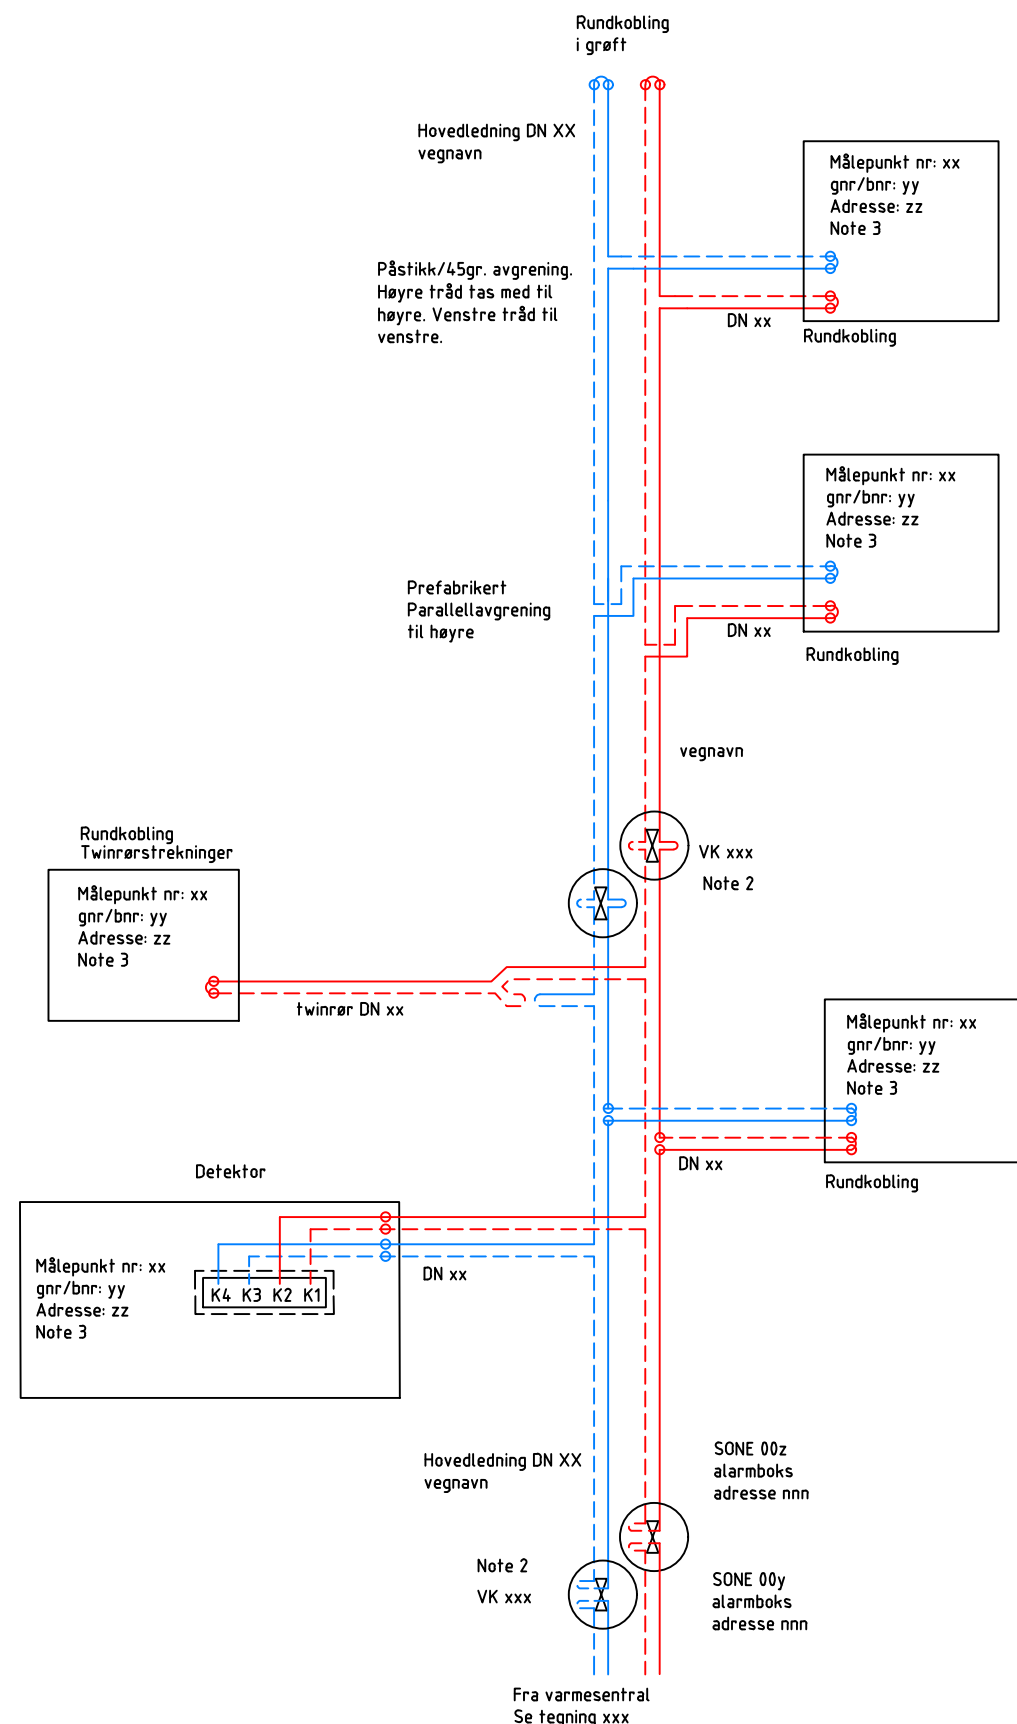 Rundkobling
i grøft
Hovedledning DN XX
vegnavn
Målepunkt nr: xx
gnr/bnr: yy
Adresse: zz
Note 3
Påstikk/45gr. avgrening.
Høyre tråd tas med til
høyre. Venstre tråd til
venstre.
DN xx
Rundkobling
Målepunkt nr: xx
gnr/bnr: yy
Adresse: zz
Note 3
Prefabrikert
Parallellavgrening
til høyre
DN xx
Rundkobling
vegnavn
Rundkobling
Twinrørstrekninger
VK xxx
Note 2
Målepunkt nr: xx
gnr/bnr: yy
Adresse: zz
Note 3
twinrør DN xx
Målepunkt nr: xx
gnr/bnr: yy
Adresse: zz
Note 3
DN xx
Rundkobling
Detektor
Målepunkt nr: xx
gnr/bnr: yy
Adresse: zz
Note 3
K4 K3 K2 K1
DN xx
Hovedledning DN XX
vegnavn
SONE 00z
alarmboks
adresse nnn
Note 2
VK xxx
SONE 00y
alarmboks
adresse nnn
Fra varmesentral
Se tegning xxx